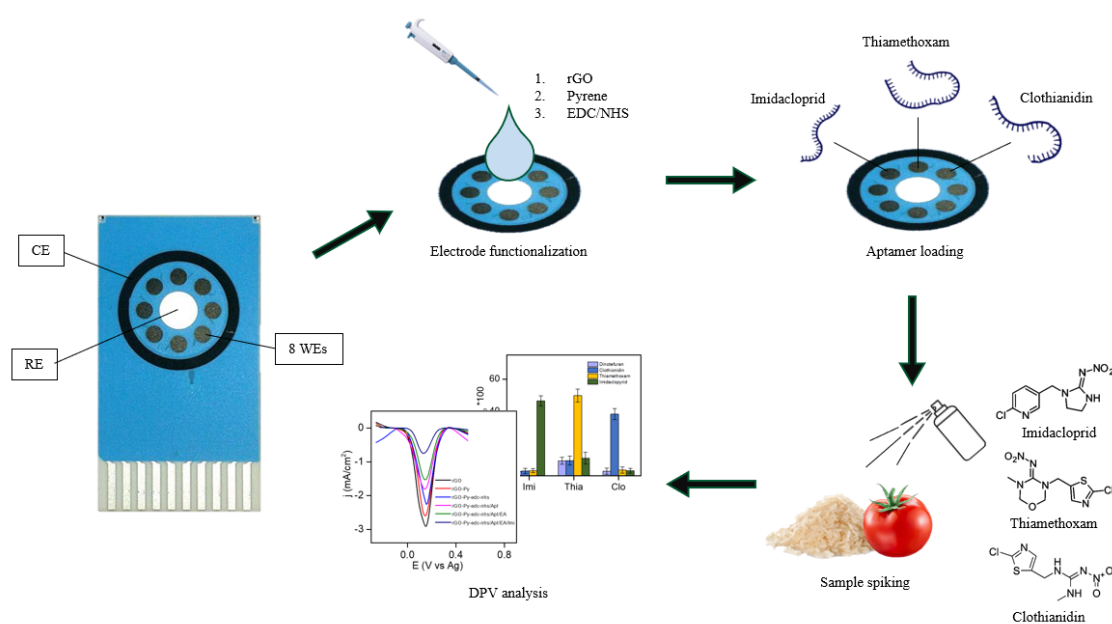 CE
RE
8 WEs
1. rGO
2. Pyrene
3. EDC/NHS
Electrode functionalization
Thiamethoxam
Imidacloprid
Clothianidin
Aptamer loading
NO₂
N
NH
N
N
Cl
N
Imidacloprid
NO₂
N
N
N
O
N
S
Cl
Thiamethoxam
Cl
N
S
NH
N
N⁺
O⁻
O
NH
Clothianidin
Sample spiking
Dinotefuran
Clothianidin
Thiamethoxam
Imidaclopyrid
60
*100
Imi
Thia
Clo
0
-1
-2
-3
j (mA/cm²)
rGO
rGO-Py
rGO-Py-edc-nhs
rGO-Py-edc-nhs/Apt
rGO-Py-edc-nhs/Apt/EA
rGO-Py-edc-nhs/Apt/EA/Imi
0.0
0.4
0.8
E (V vs Ag)
DPV analysis